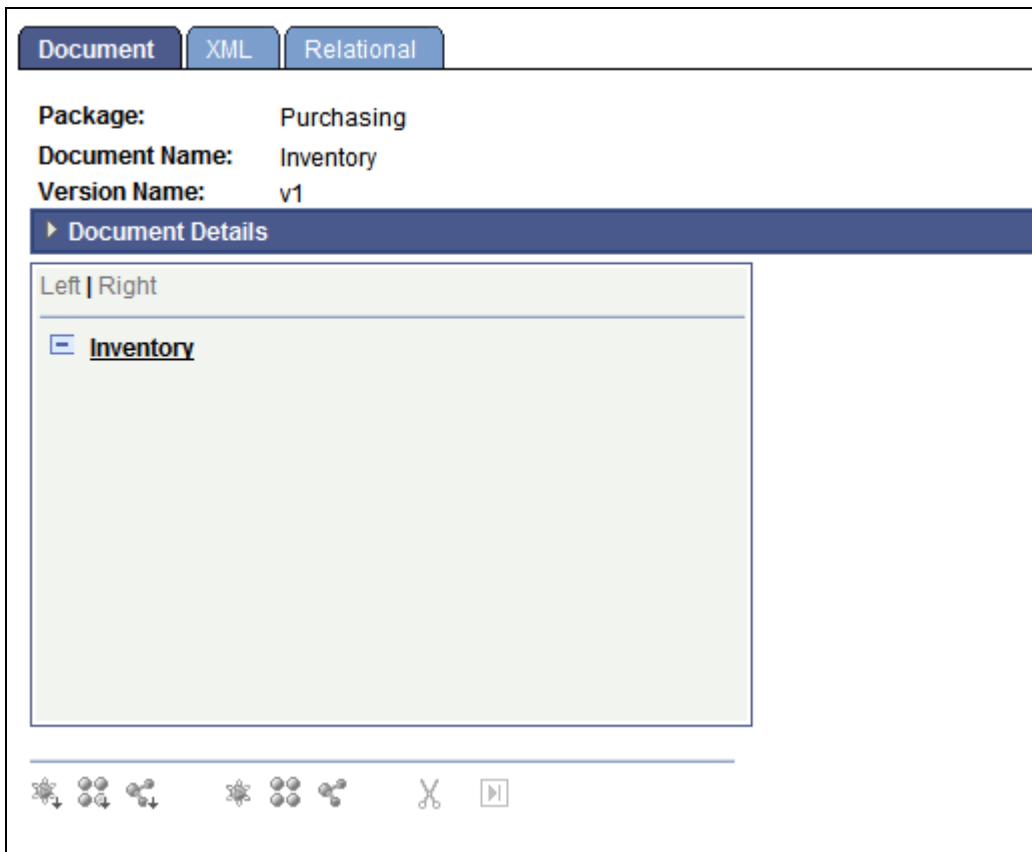 Document XML Relational
Package: Purchasing
Document Name: Inventory
Version Name: v1
Document Details
Left | Right
Inventory